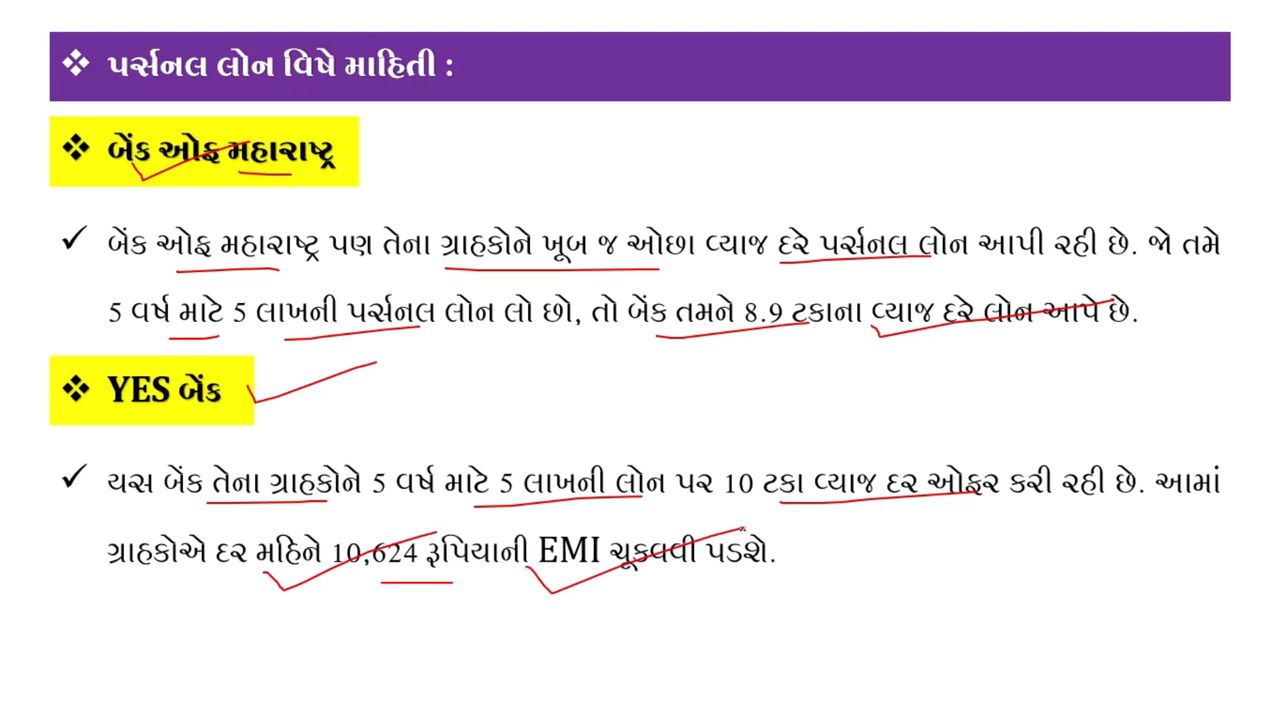 ❖ પર્સનલ લોન વિષે માહિતી :
❖ બેંક ઓફ મહારાષ્ટ્ર
✓ બેંક ઓફ મહારાષ્ટ્ર પણ તેના ગ્રાહકોને ખૂબ જ ઓછા વ્યાજ દરે પર્સનલ લોન આપી રહી છે. જો તમે
5 વર્ષ માટે 5 લાખની પર્સનલ લોન લો છો, તો બેંક તમને 8.9 ટકાના વ્યાજ દરે લોન આપે છે.
❖ YES બેંક
✓ યસ બેંક તેના ગ્રાહકોને 5 વર્ષ માટે 5 લાખની લોન પર 10 ટકા વ્યાજ દર ઓફર કરી રહી છે. આમાં
ગ્રાહકોએ દર મહિને 10,624 રૂપિયાની EMI ચૂકવવી પડશે.